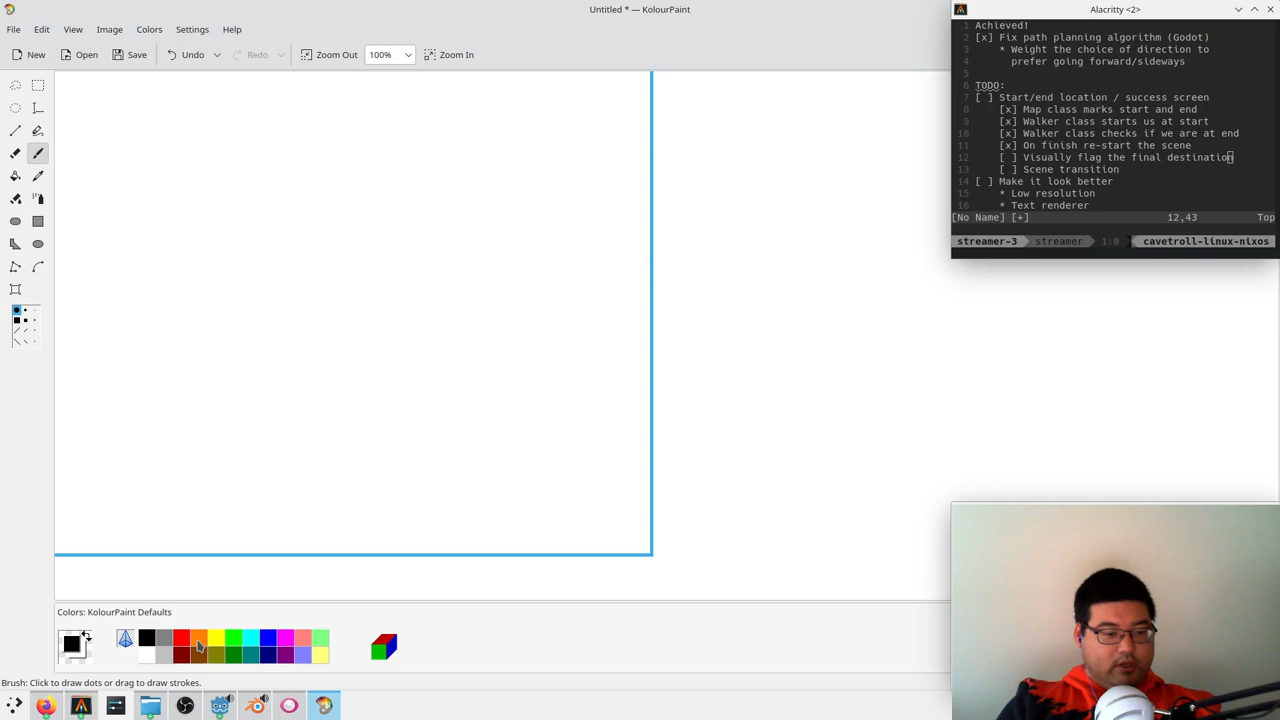 Untitled * — KolourPaint
File Edit View Image Colors Settings Help
New Open Save Undo Redo Zoom Out 100% Zoom In
Alacritty <2>
1 Achieved!
2 [x] Fix path planning algorithm (Godot)
3 * Weight the choice of direction to
4 prefer going forward/sideways
5
6 TODO:
7 [ ] Start/end location / success screen
8 [x] Map class marks start and end
9 [x] Walker class starts us at start
10 [x] Walker class checks if we are at end
11 [x] On finish re-start the scene
12 [ ] Visually flag the final destination
13 [ ] Scene transition
14 [ ] Make it look better
15 * Low resolution
16 * Text renderer
[No Name] [+] 12,43 Top
streamer-3 streamer 1:0 cavetroll-linux-nixos
Colors: KolourPaint Defaults
Brush: Click to draw dots or drag to draw strokes.